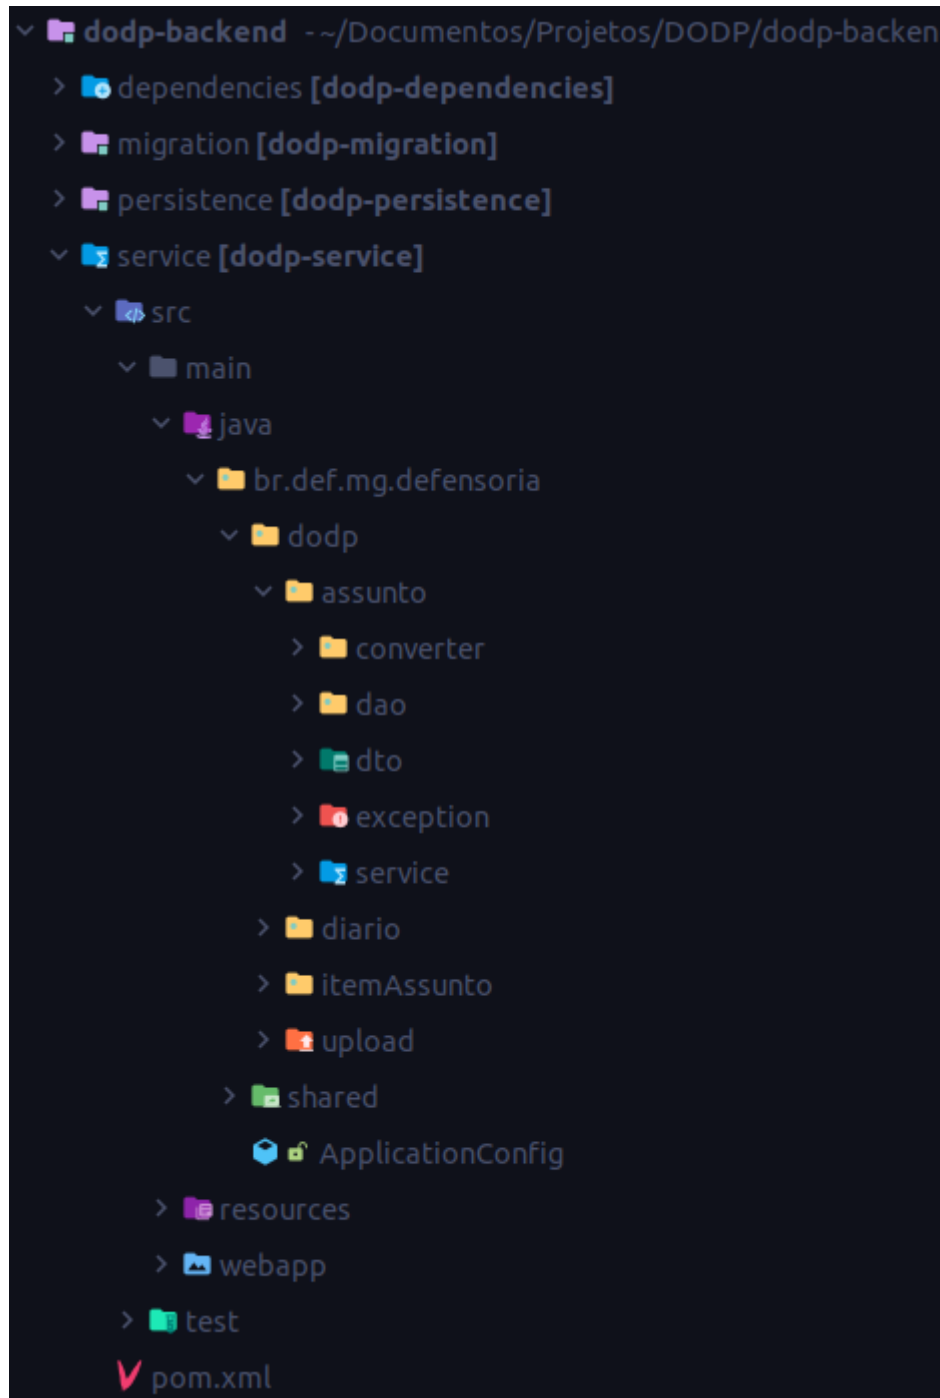 dodp-backend - ~/Documentos/Projetos/DODP/dodp-backen
dependencies [dodp-dependencies]
migration [dodp-migration]
persistence [dodp-persistence]
service [dodp-service]
src
main
java
br.def.mg.defensoria
dodp
assunto
converter
dao
dto
exception
service
diario
itemAssunto
upload
shared
ApplicationConfig
resources
webapp
test
pom.xml